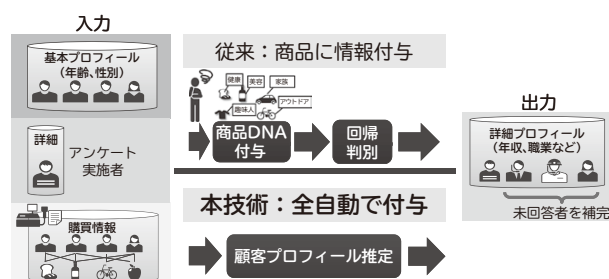 入力
基本プロフィール
(年齢、性別)
詳細
アンケート
実施者
購買情報
従来：商品に情報付与
健康
美容
家族
趣味人
アウトドア
商品DNA
付与
回帰
判別
本技術：全自動で付与
顧客プロフィール推定
出力
詳細プロフィール
(年収、職業など)
未回答者を補完